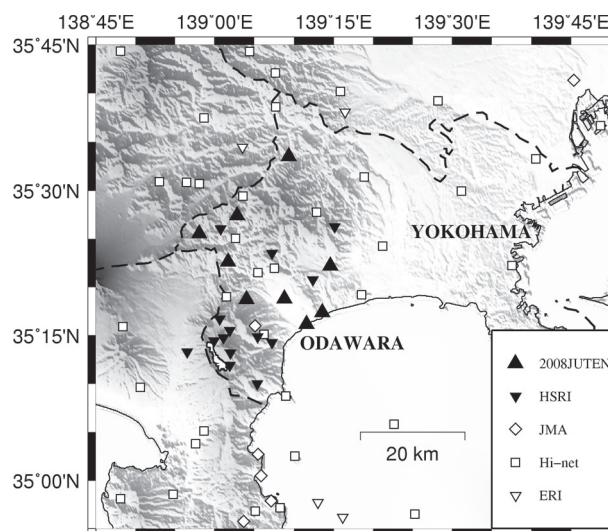 138˚45'E 139˚00'E 139˚15'E 139˚30'E 139˚45'E
35˚45'N
35˚30'N
YOKOHAMA
35˚15'N
ODAWARA
2008JUTEN
HSRI
JMA
Hi−net
ERI
20 km
35˚00'N